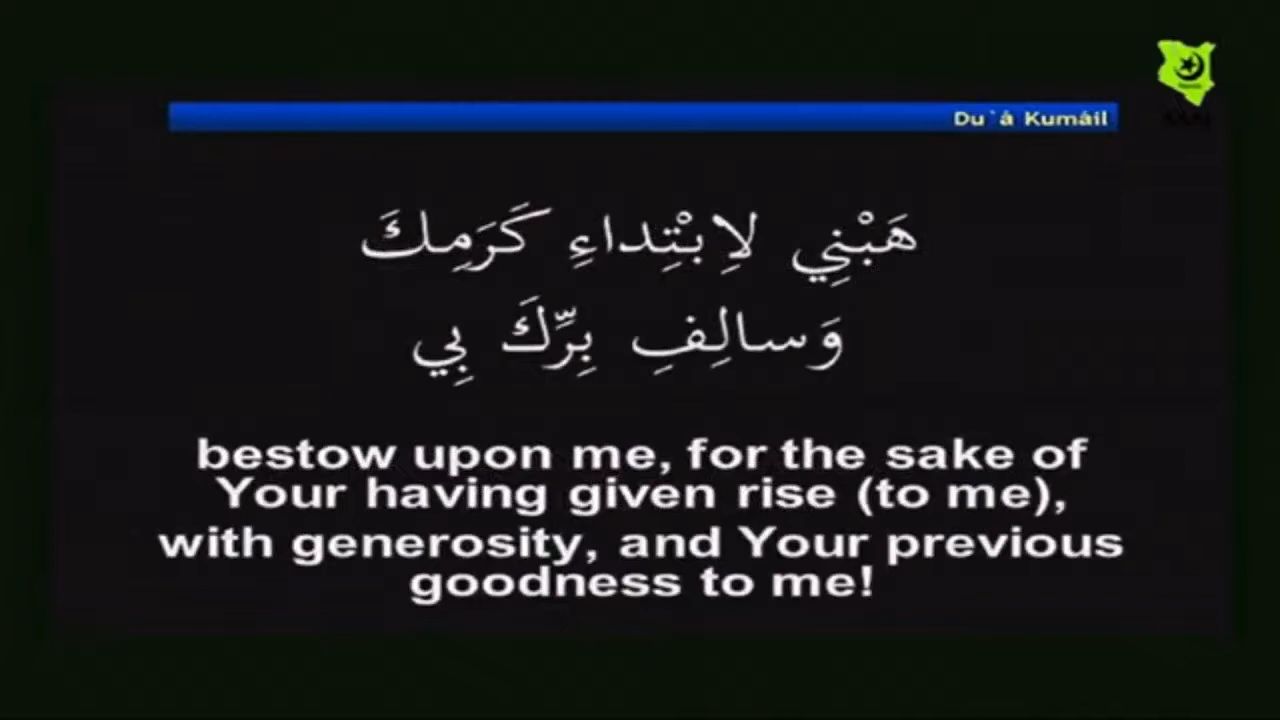 Du`â Kumâil
هَبْنِي لاِبْتِداءِ كَرَمِكَ
وَسالِفِ بِرِّكَ بِي
bestow upon me, for the sake of
Your having given rise (to me),
with generosity, and Your previous
goodness to me!